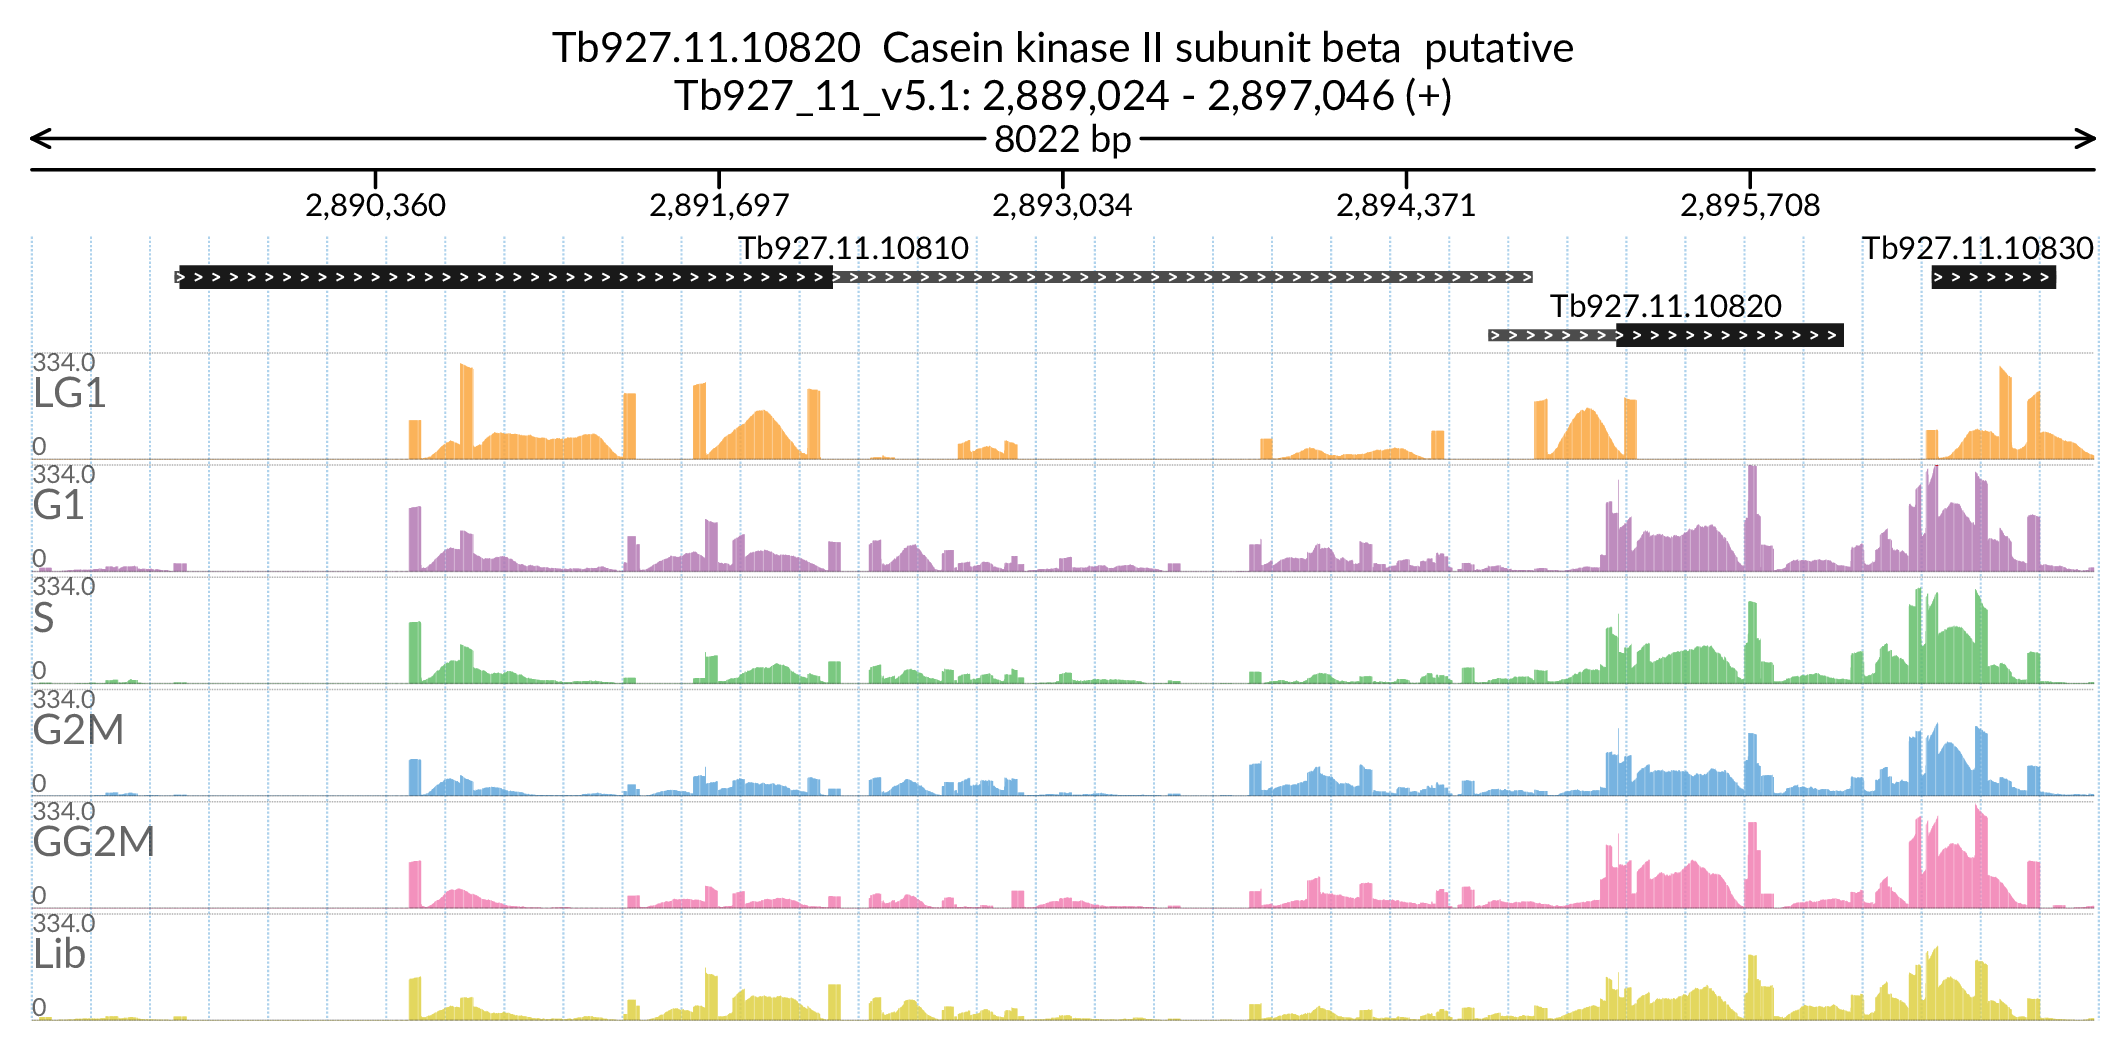 Tb927.11.10820  Casein kinase II subunit beta  putative
Tb927_11_v5.1: 2,889,024 - 2,897,046 (+)
8022 bp
2,890,360 2,891,697 2,893,034 2,894,371 2,895,708
Tb927.11.10810 Tb927.11.10830
Tb927.11.10820
334.0
LG1
0
334.0
G1
0
334.0
S
0
334.0
G2M
0
334.0
GG2M
0
334.0
Lib
0